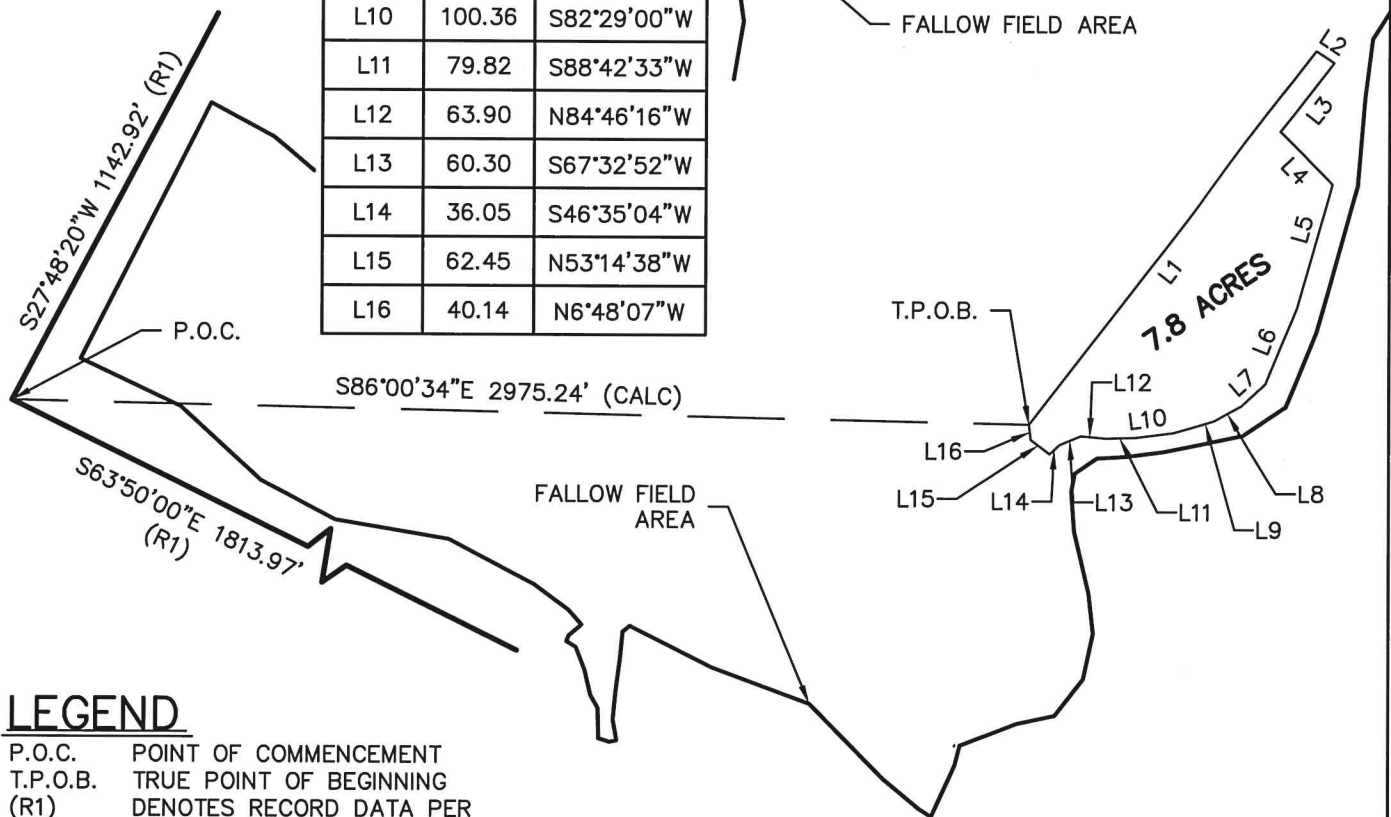 L10 100.36 S82°29'00"W
L11 79.82 S88°42'33"W
L12 63.90 N84°46'16"W
L13 60.30 S67°32'52"W
L14 36.05 S46°35'04"W
L15 62.45 N53°14'38"W
L16 40.14 N6°48'07"W
FALLOW FIELD AREA
S27°48'20"W 1142.92' (R1)
P.O.C.
S86°00'34"E 2975.24' (CALC)
S63°50'00"E 1813.97'
(R1)
FALLOW FIELD
AREA
T.P.O.B.
L1
L2
L3
L4
L5
7.8 ACRES
L6
L7
L12
L10
L16
L15
L14
L13
L11
L9
L8
LEGEND
P.O.C. POINT OF COMMENCEMENT
T.P.O.B. TRUE POINT OF BEGINNING
(R1) DENOTES RECORD DATA PER